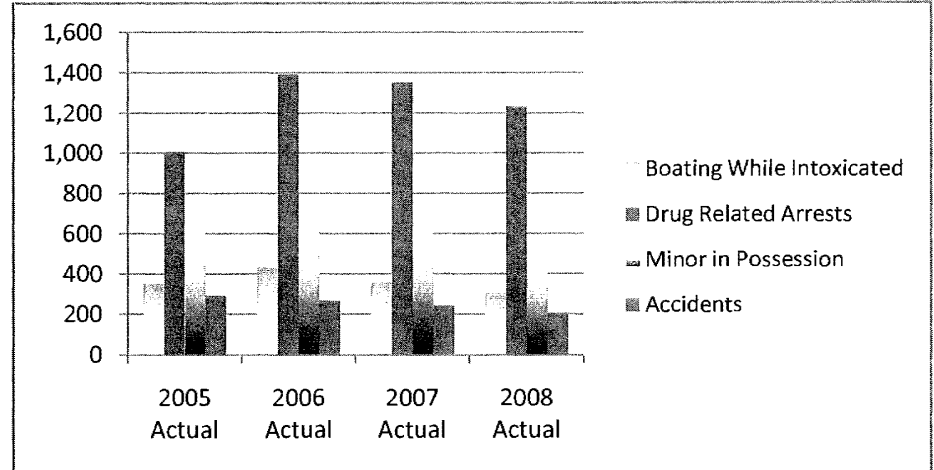 1,600
1,400
1,200
1,000
800
600
400
200
0
2005 Actual
2006 Actual
2007 Actual
2008 Actual
Boating While Intoxicated
Drug Related Arrests
Minor in Possession
Accidents